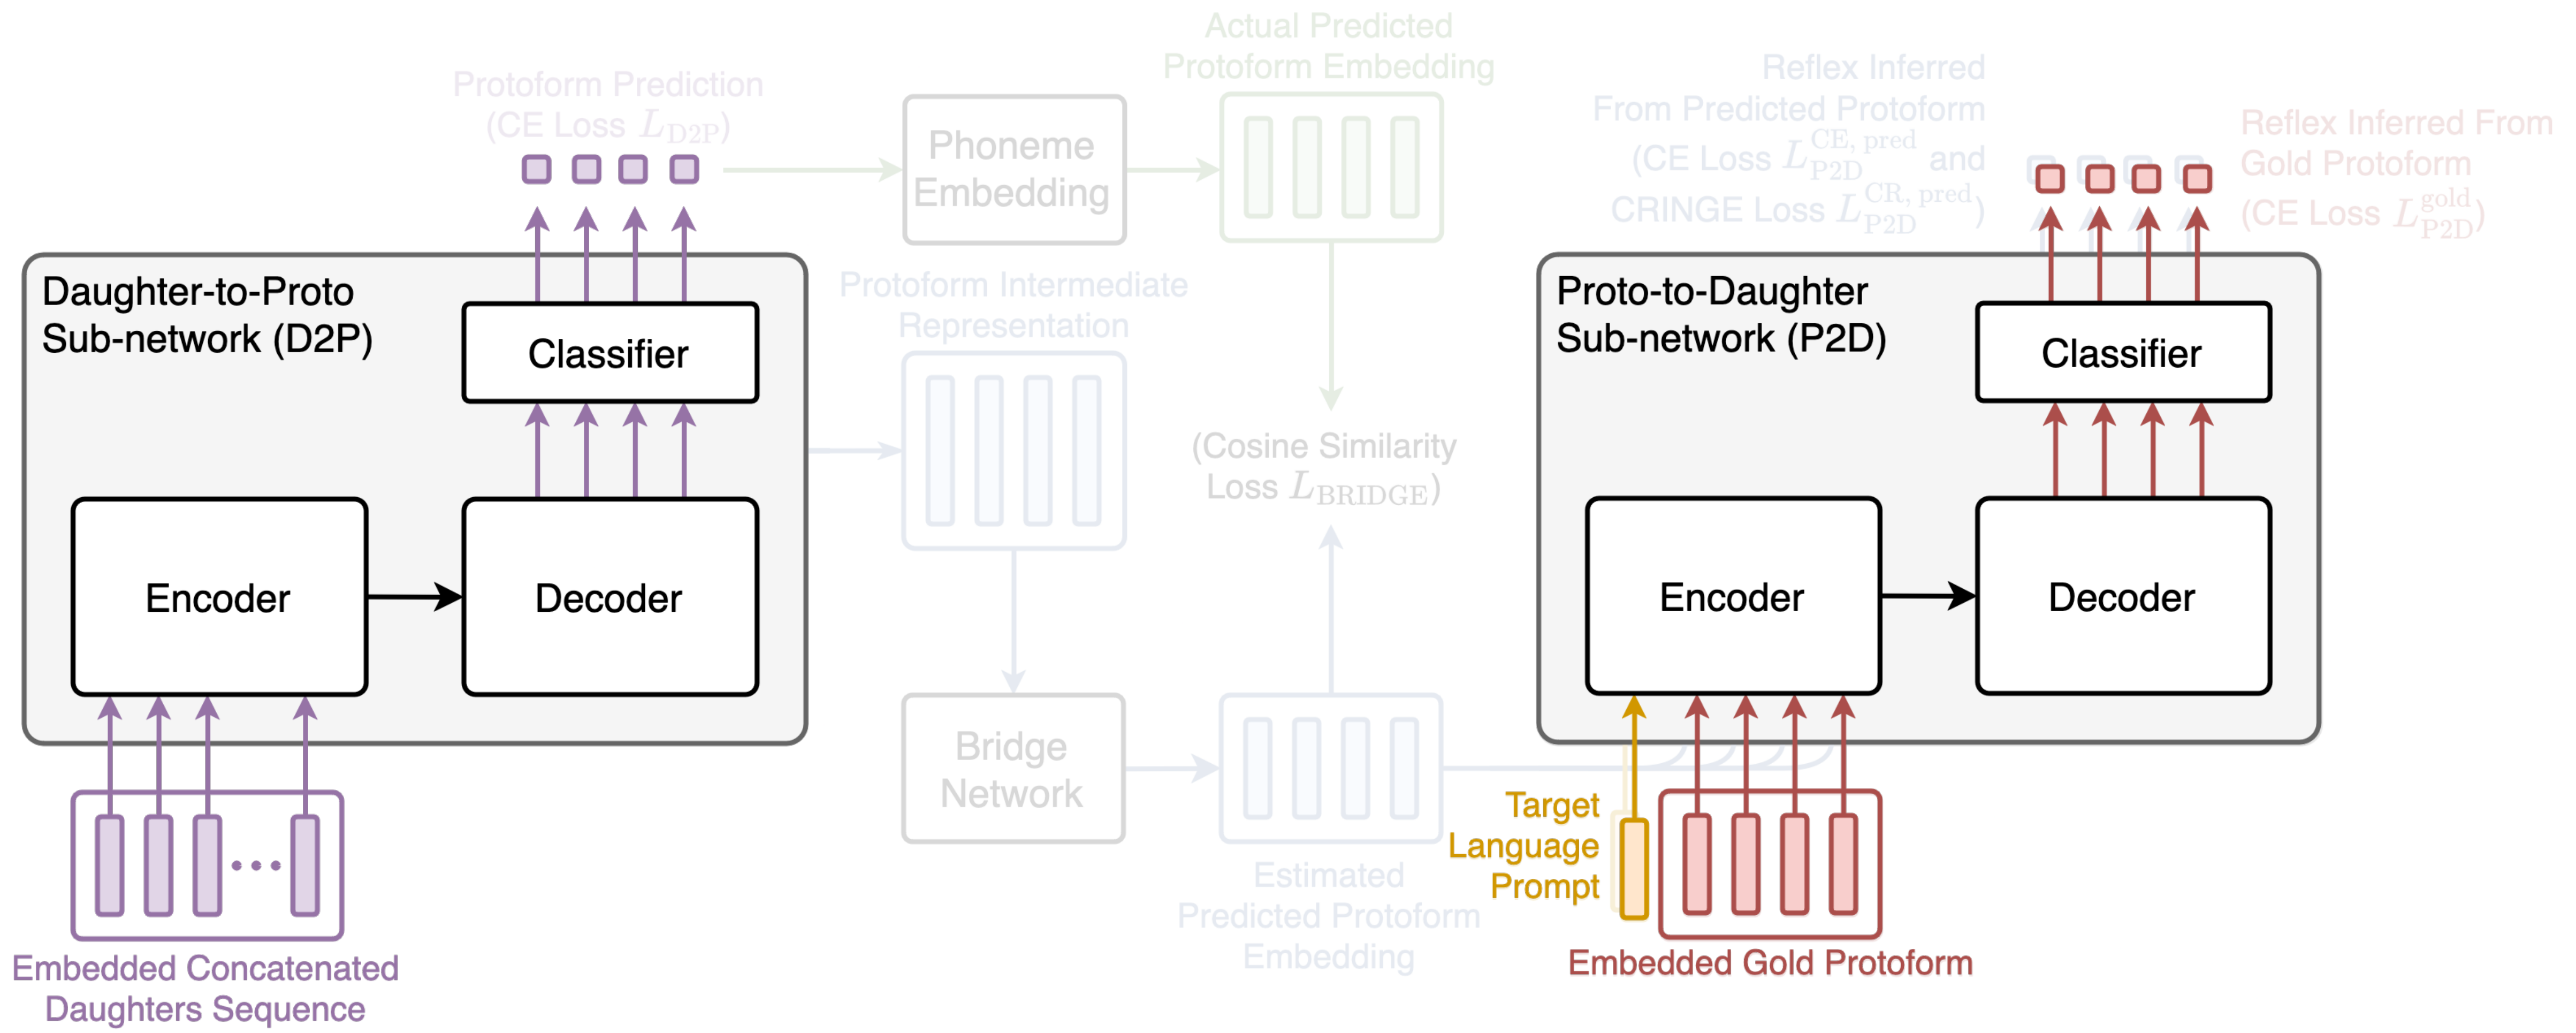 Protoform Prediction
(CE Loss L_D2P)
Phoneme
Embedding
Actual Predicted
Protoform Embedding
Reflex Inferred
From Predicted Protoform
(CE Loss L_P2D^CE, pred and
CRINGE Loss L_P2D^CR, pred)
Reflex Inferred From
Gold Protoform
(CE Loss L_P2D^gold)
Daughter-to-Proto
Sub-network (D2P)
Classifier
Encoder
Decoder
Embedded Concatenated
Daughters Sequence
Protoform Intermediate
Representation
(Cosine Similarity
Loss L_BRIDGE)
Bridge
Network
Estimated
Predicted Protoform
Embedding
Proto-to-Daughter
Sub-network (P2D)
Classifier
Encoder
Decoder
Target
Language
Prompt
Embedded Gold Protoform